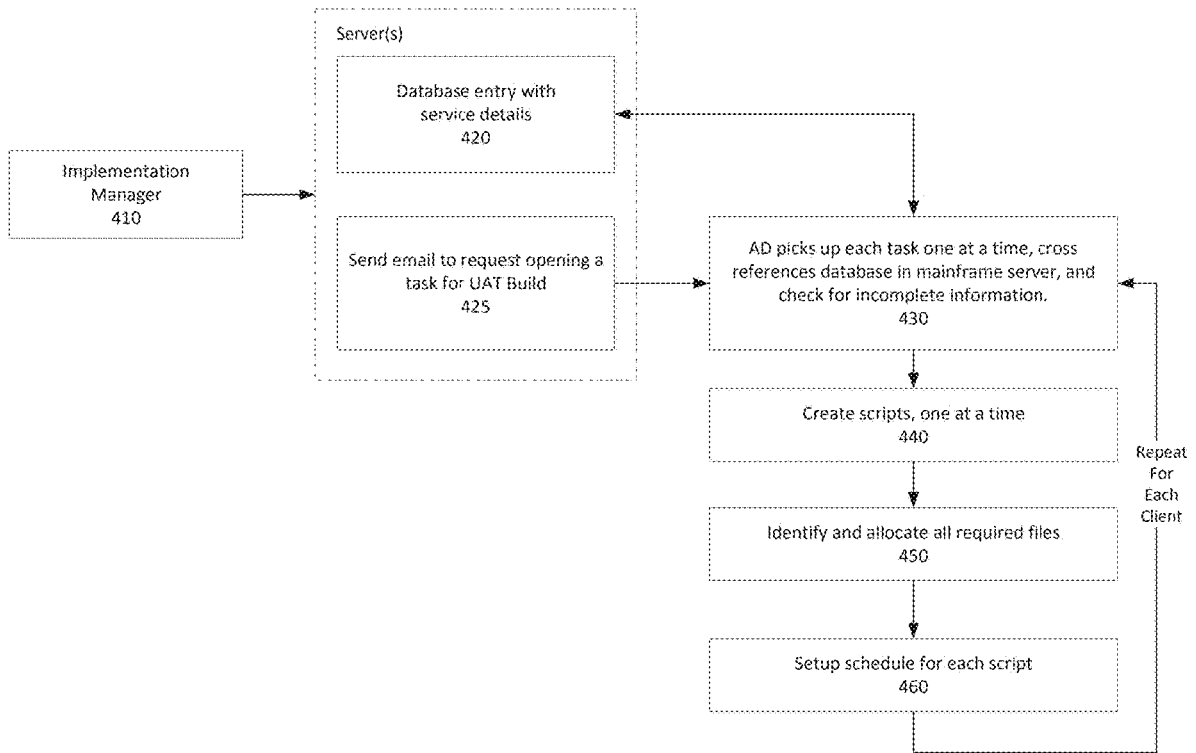 Server(s)
Database entry with
service details
420
Implementation
Manager
410
Send email to request opening a
task for UAT Build
425
AD picks up each task one at a time, cross
references database in mainframe server, and
check for incomplete information.
430
Create scripts, one at a time
440
Repeat
For
Each
Client
Identify and allocate all required files
450
Setup schedule for each script
460